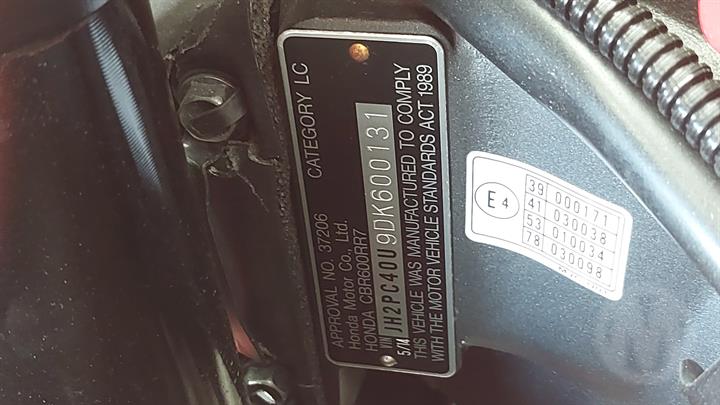 APPROVAL NO. 37206 CATEGORY LC
Honda Motor Co., Ltd.
HONDA CBR600RR7
VIN JH2PC40U9DK600131
5/14
THIS VEHICLE WAS MANUFACTURED TO COMPLY
WITH THE MOTOR VEHICLE STANDARDS ACT 1989
E4
39 000171
41 030038
53 010034
78 030098